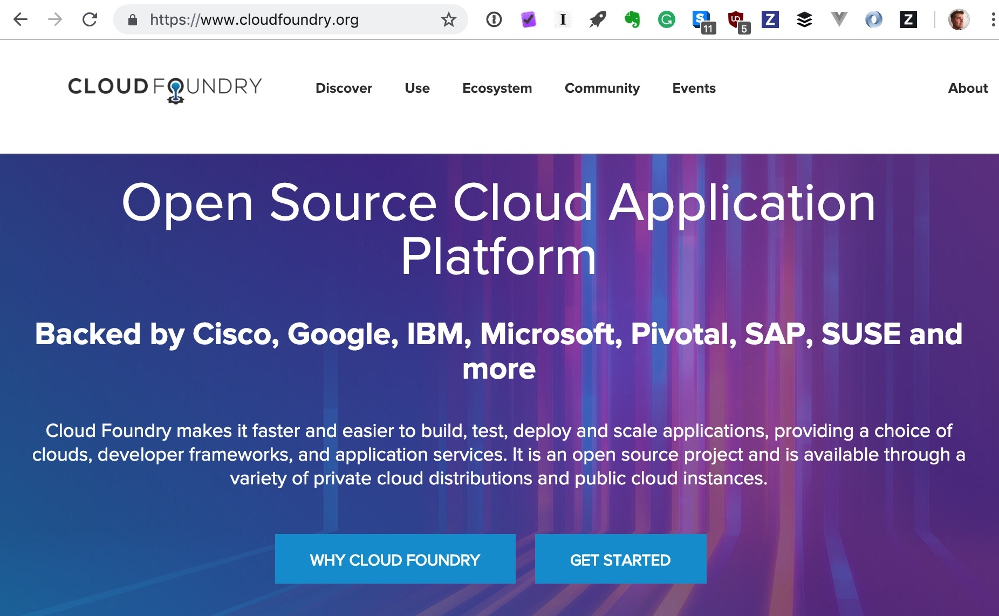 https://www.cloudfoundry.org
11
5
CLOUD FOUNDRY
Discover
Use
Ecosystem
Community
Events
About
Open Source Cloud Application
Platform
Backed by Cisco, Google, IBM, Microsoft, Pivotal, SAP, SUSE and
more
Cloud Foundry makes it faster and easier to build, test, deploy and scale applications, providing a choice of
clouds, developer frameworks, and application services. It is an open source project and is available through a
variety of private cloud distributions and public cloud instances.
WHY CLOUD FOUNDRY
GET STARTED